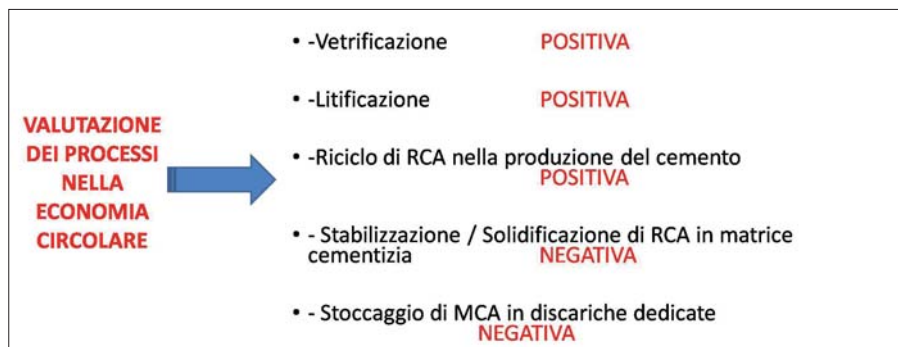 VALUTAZIONE
DEI PROCESSI
NELLA
ECONOMIA
CIRCOLARE
• -Vetrificazione POSITIVA
• -Litificazione POSITIVA
• -Riciclo di RCA nella produzione del cemento
POSITIVA
• - Stabilizzazione / Solidificazione di RCA in matrice
cementizia NEGATIVA
• - Stoccaggio di MCA in discariche dedicate
NEGATIVA